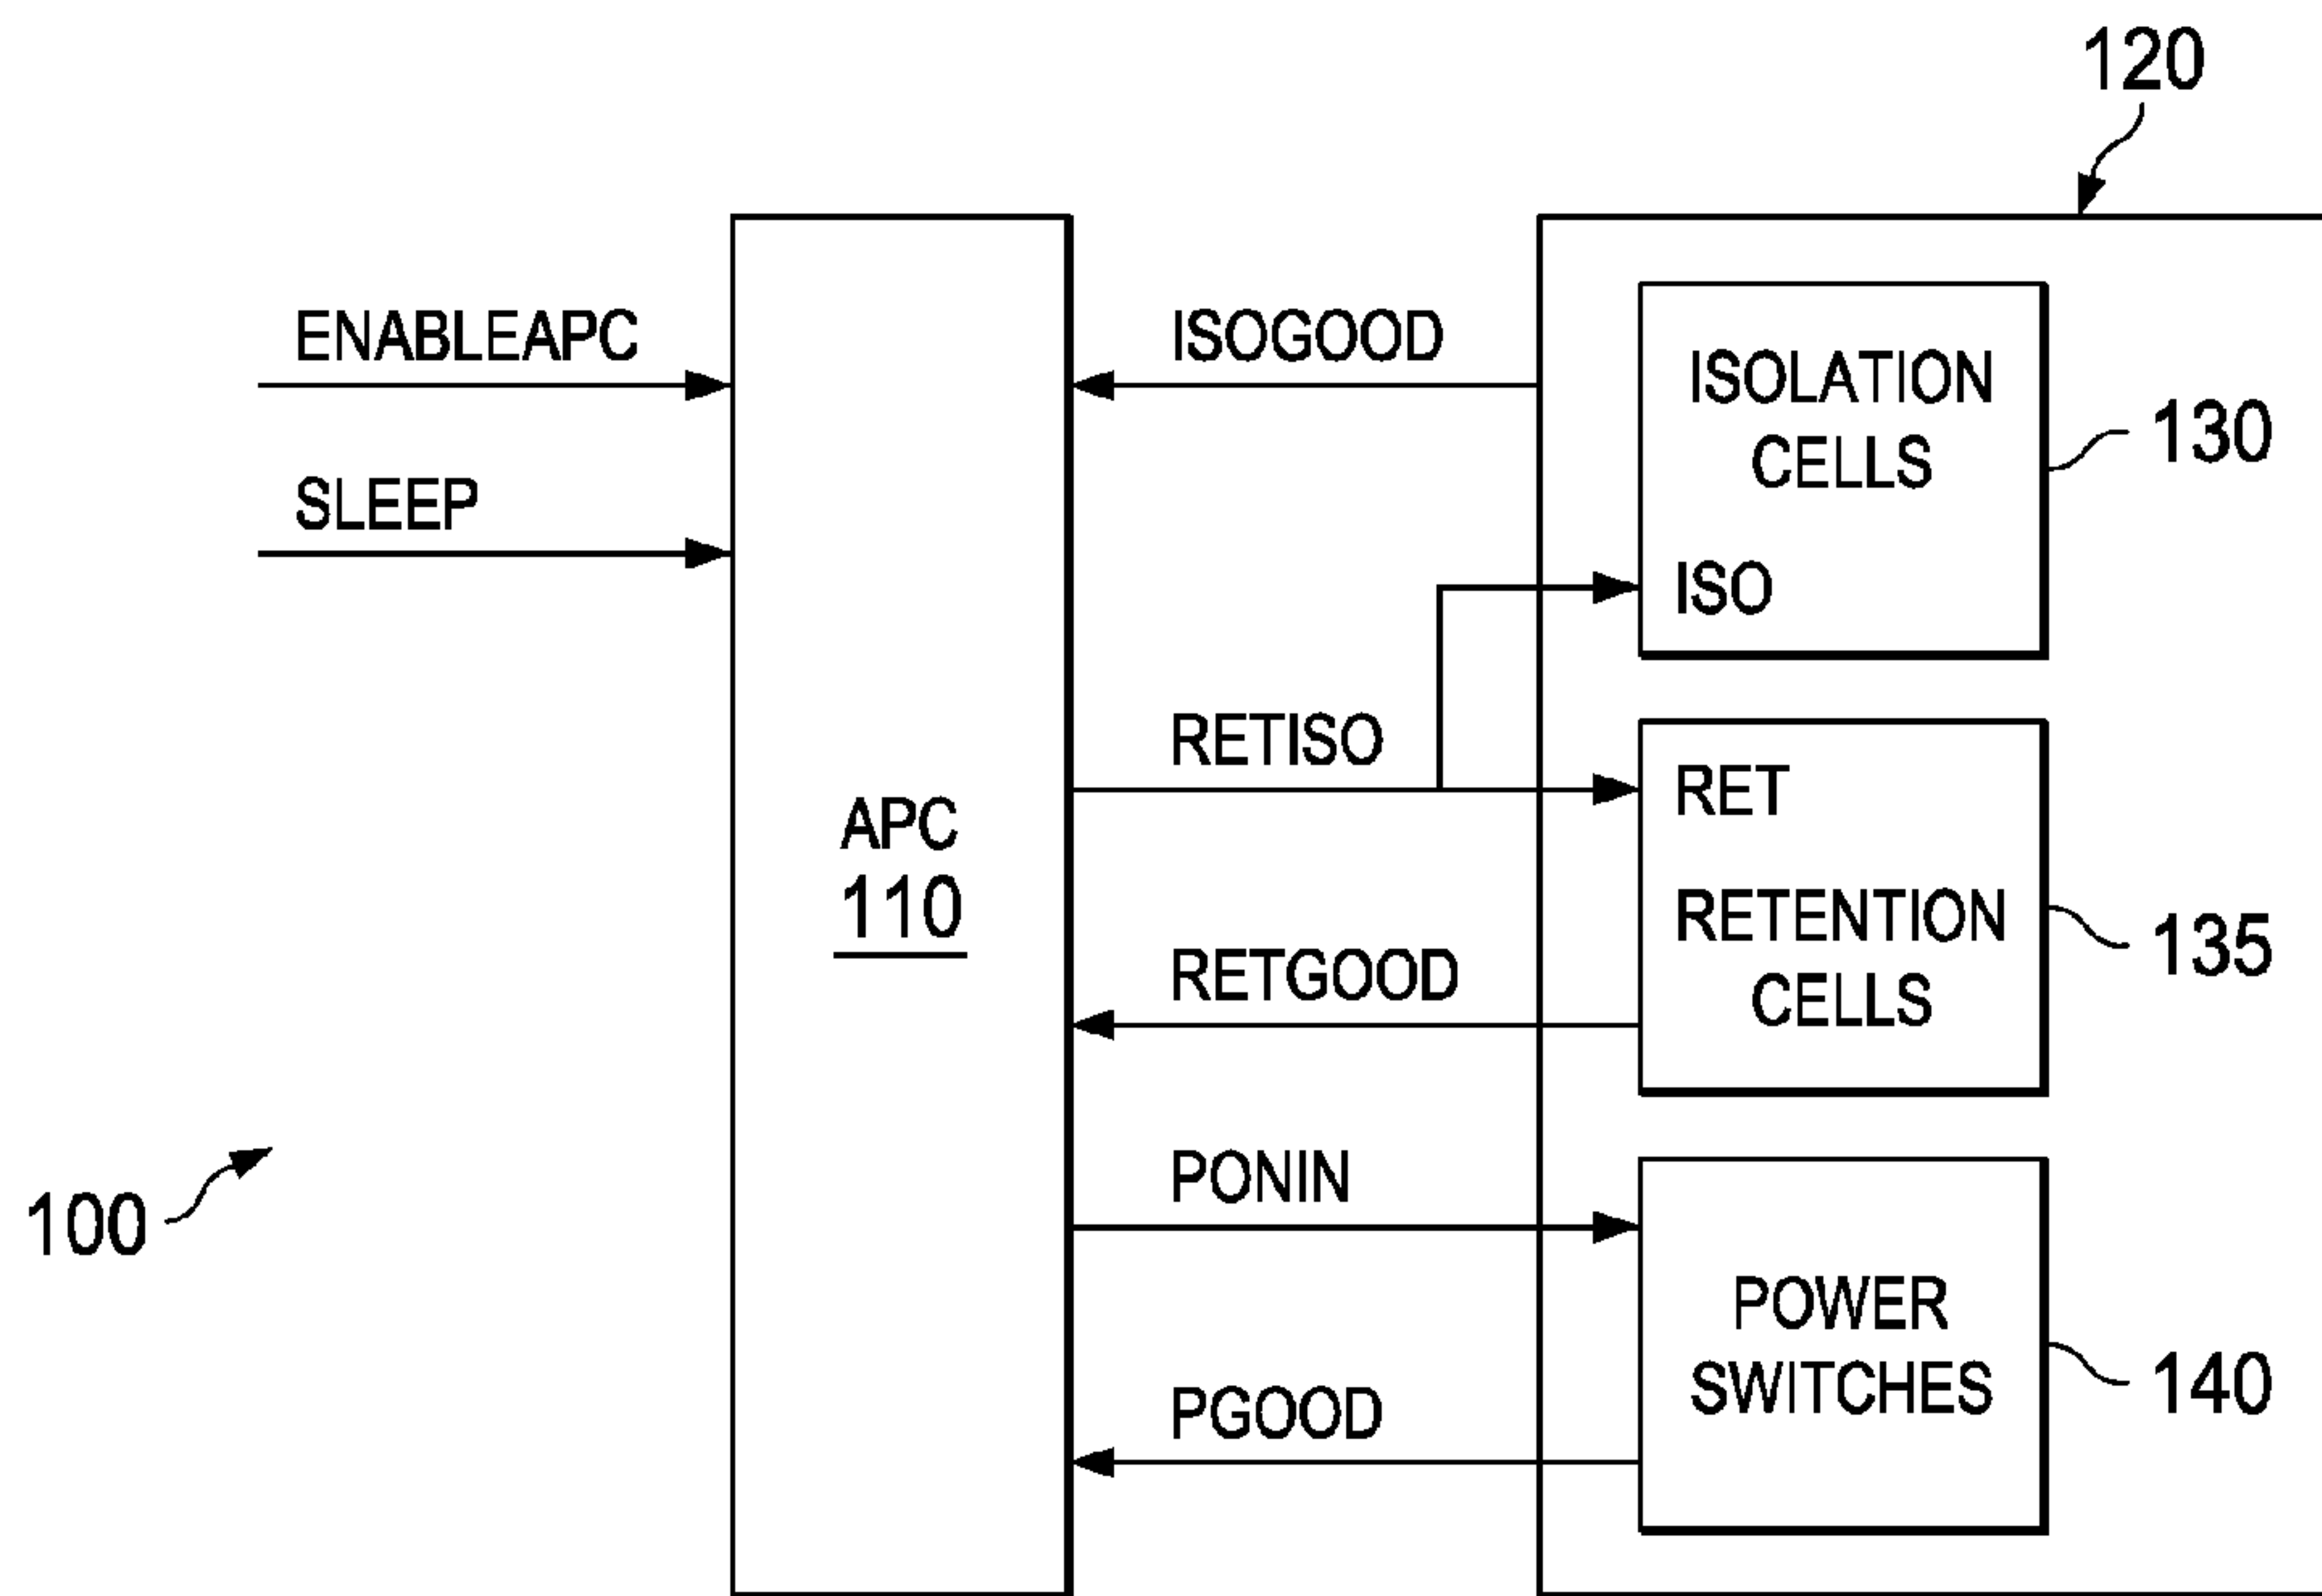 120
ENABLEAPC
SLEEP
ISOGOOD
ISOLATION
CELLS
ISO
130
RETISO
RET
APC
110
RETENTION
CELLS
135
RETGOOD
100
PONIN
POWER
SWITCHES
140
PGOOD